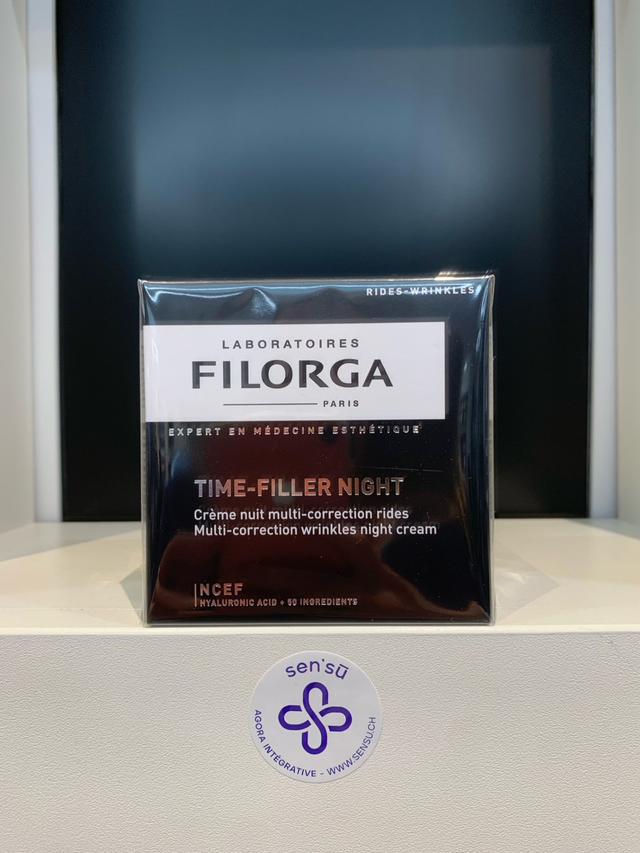 RIDES-WRINKLES
LABORATOIRES
FILORGA
PARIS
EXPERT EN MÉDECINE ESTHÉTIQUE
TIME-FILLER NIGHT
Crème nuit multi-correction rides
Multi-correction wrinkles night cream
NCEF
HYALURONIC ACID + 50 INGREDIENTS
sen'sū
AGORA INTÉGRATIVE - WWW.SENSU.CH